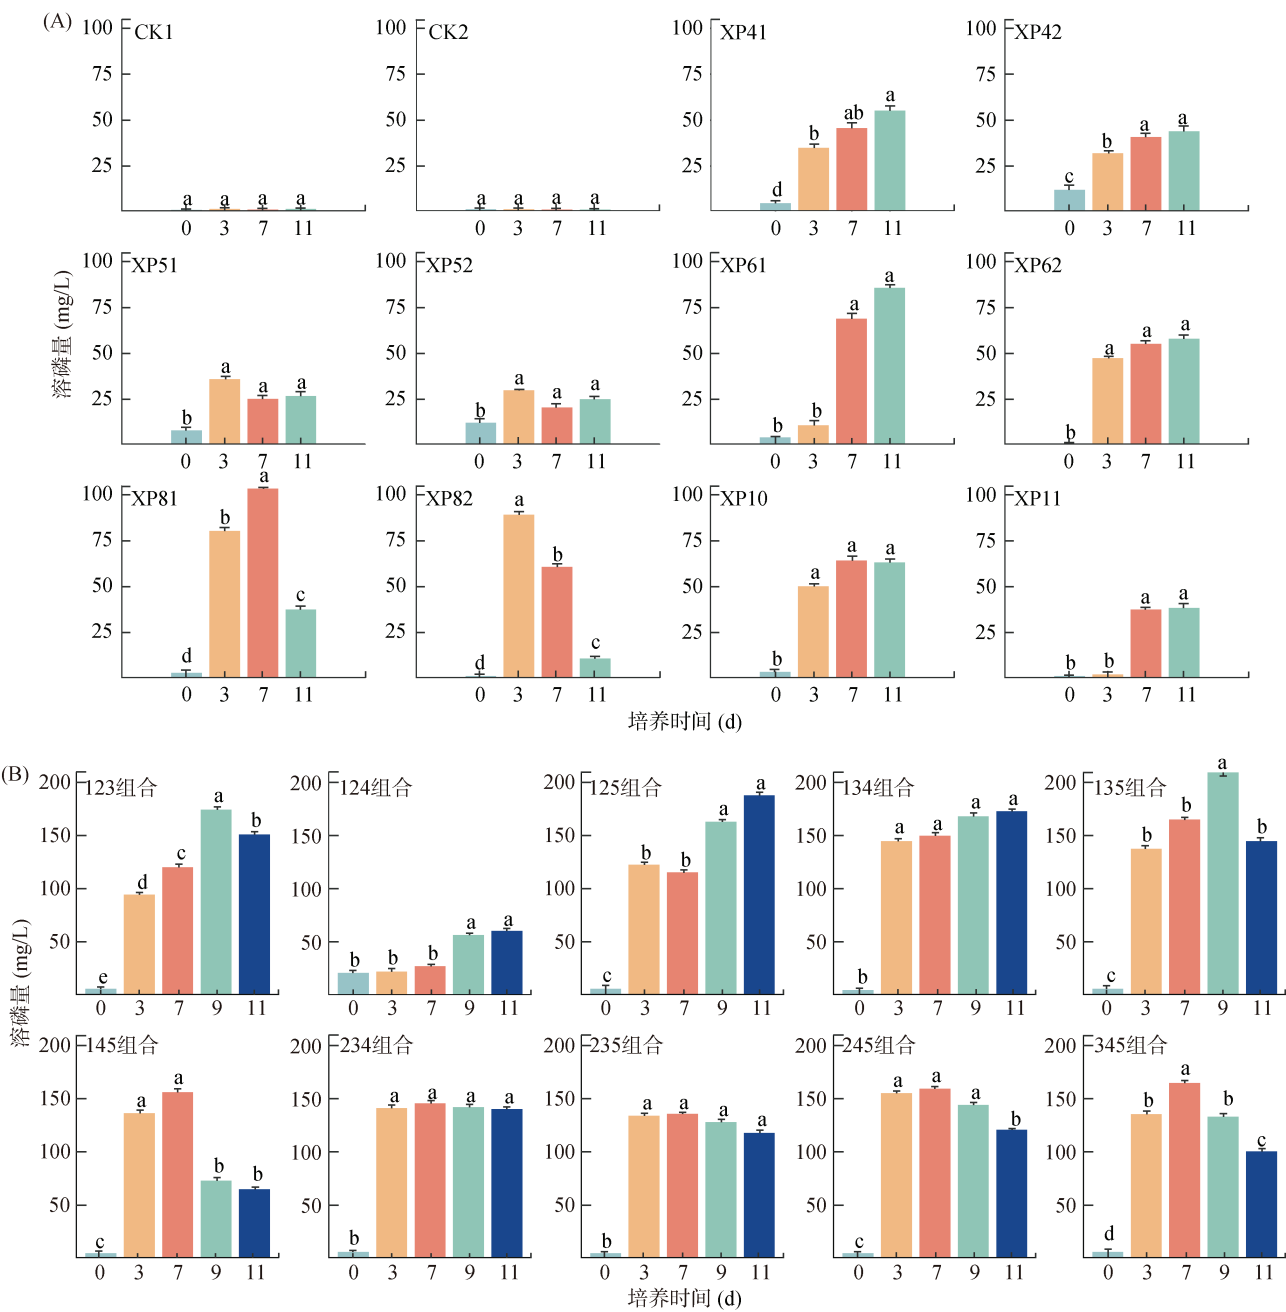 (A)
100 CK1 100 CK2 100 XP41 100 XP42
75 75 75 75
50 50 50 50
25 25 25 25
a a a a a a a a d b ab a c b a a
0 3 7 11 0 3 7 11 0 3 7 11 0 3 7 11
溶磷量 (mg/L)
100 XP51 100 XP52 100 XP61 100 XP62
75 75 75 75
50 50 50 50
25 25 25 25
b a a a b a a a b b a a b a a a
0 3 7 11 0 3 7 11 0 3 7 11 0 3 7 11
100 XP81 100 XP82 100 XP10 100 XP11
75 75 75 75
50 50 50 50
25 25 25 25
d b a c d a b c b a a a b b a a
0 3 7 11 0 3 7 11 0 3 7 11 0 3 7 11
培养时间 (d)
(B)
200 123组合 200 124组合 200 125组合 200 134组合 200 135组合
150 150 150 150 150
100 100 100 100 100
50 50 50 50 50
e d c a b b b b a a c b b a a b a a a a c b b a b
0 3 7 9 11 0 3 7 9 11 0 3 7 9 11 0 3 7 9 11 0 3 7 9 11
溶磷量 (mg/L)
200 145组合 200 234组合 200 235组合 200 245组合 200 345组合
150 150 150 150 150
100 100 100 100 100
50 50 50 50 50
c a a b b b a a a a b a a a a c a a a b d b a b c
0 3 7 9 11 0 3 7 9 11 0 3 7 9 11 0 3 7 9 11 0 3 7 9 11
培养时间 (d)